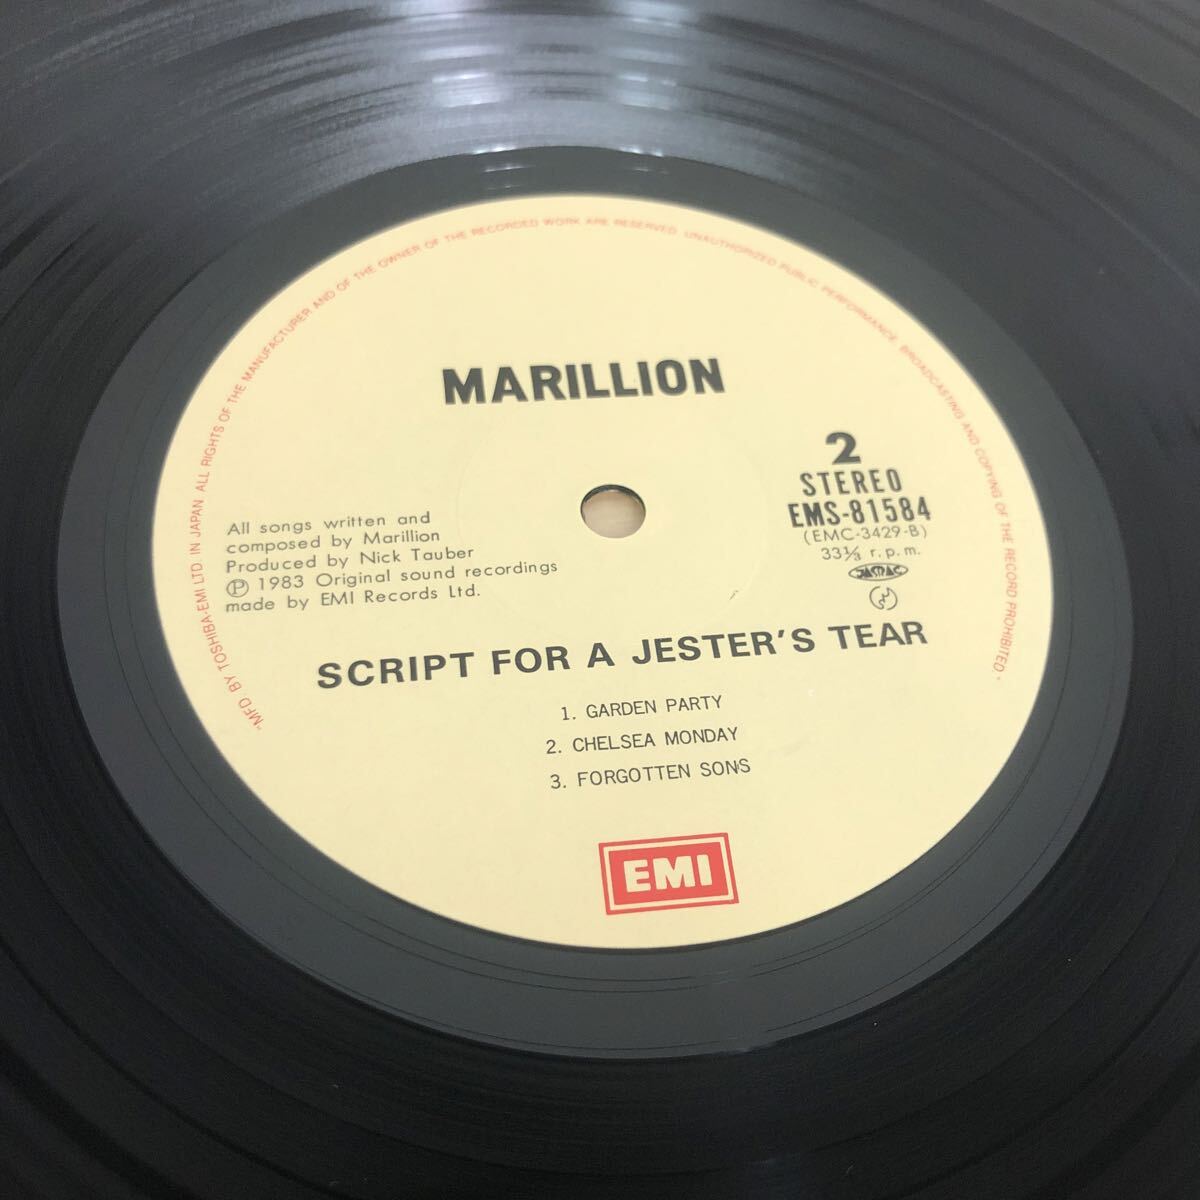 "MFD. BY TOSHIBA-EMI LTD. IN JAPAN. ALL RIGHTS OF THE MANUFACTURER AND OF THE OWNER OF THE RECORDED WORK ARE RESERVED. UNAUTHORIZED PUBLIC PERFORMANCE, BROADCASTING AND COPYING OF THE RECORD PROHIBITED"
MARILLION
2
STEREO
EMS-81584
(EMC-3429-B)
33⅓ r.p.m.
JASRAC
All songs written and
composed by Marillion
Produced by Nick Tauber
Ⓟ 1983 Original sound recordings
made by EMI Records Ltd.
SCRIPT FOR A JESTER'S TEAR
1. GARDEN PARTY
2. CHELSEA MONDAY
3. FORGOTTEN SONS
EMI